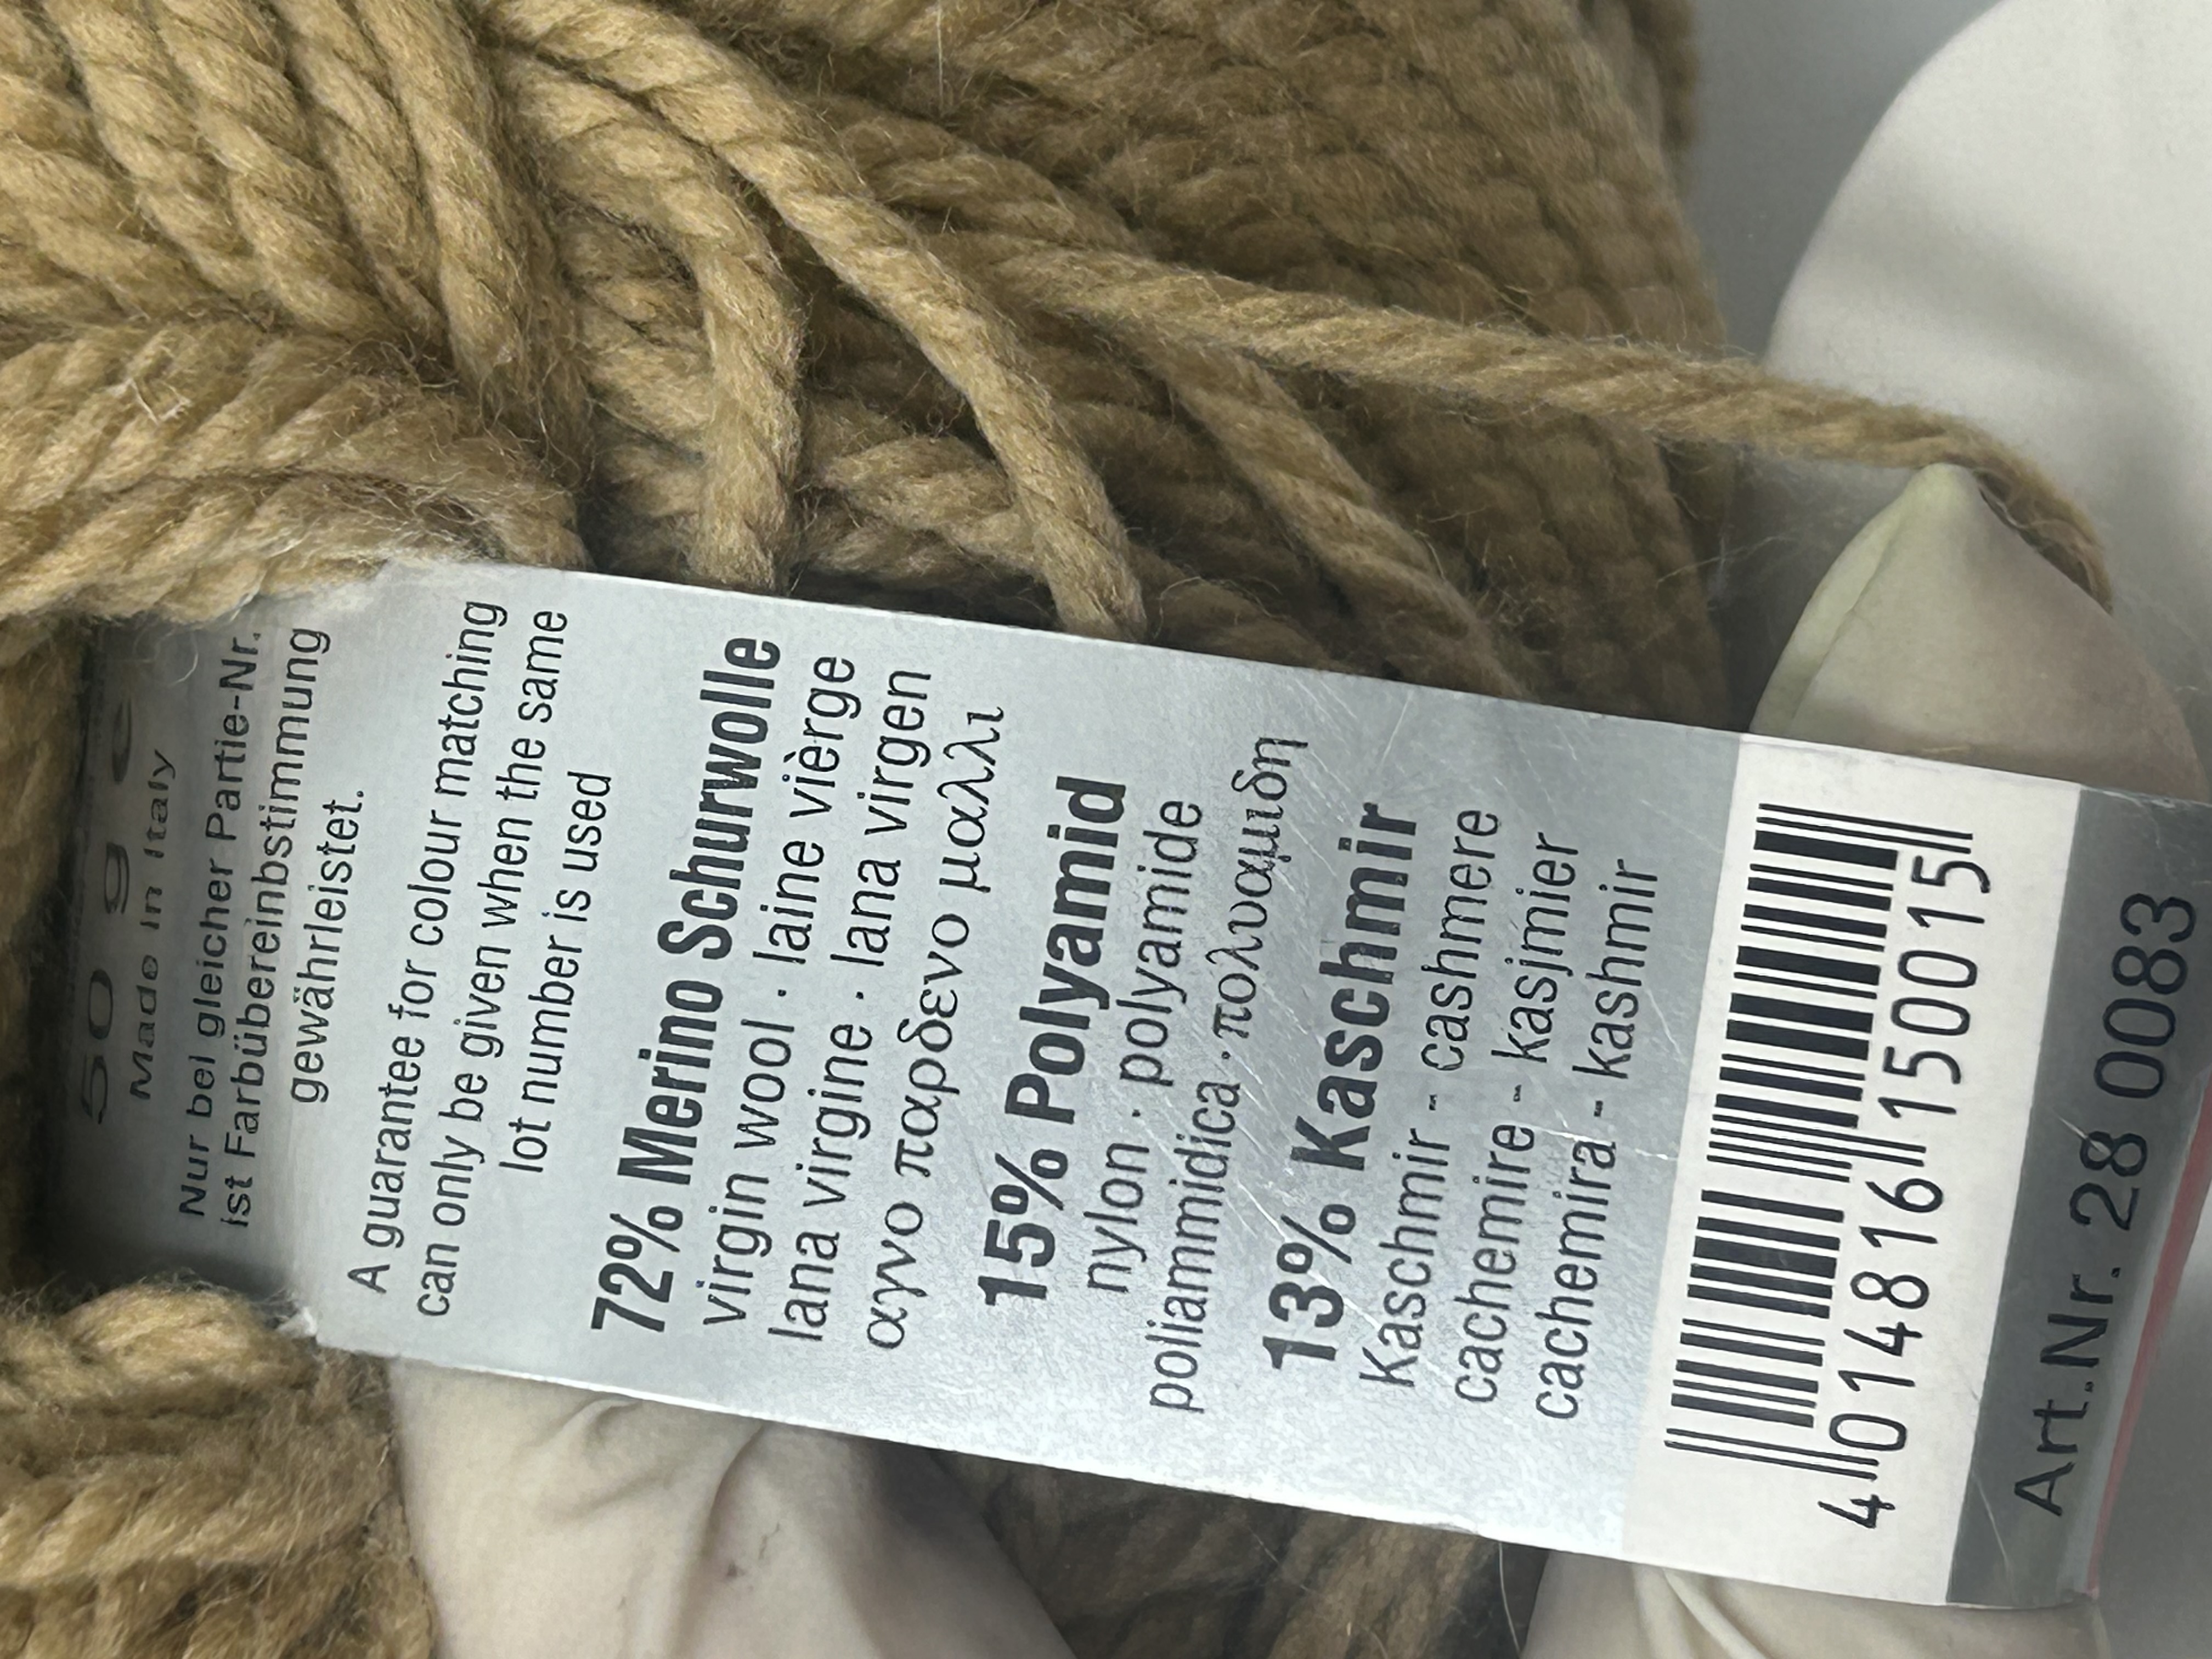 50 g e
Made in Italy
Nur bei gleicher Partie-Nr.
ist Farbübereinbstimmung
gewährleistet.
A guarantee for colour matching
can only be given when the same
lot number is used
72% Merino Schurwolle
virgin wool · laine vièrge
lana virgine . lana virgen
αγνο παρδενο μαλλι
15% Polyamid
nylon · polyamide
poliammidica·πολυαμιδη
13% Kaschmir
Kaschmir - cashmere
cachemire - kasjmier
cachemira - kashmir
4 014816 150015
Art.Nr. 28 0083